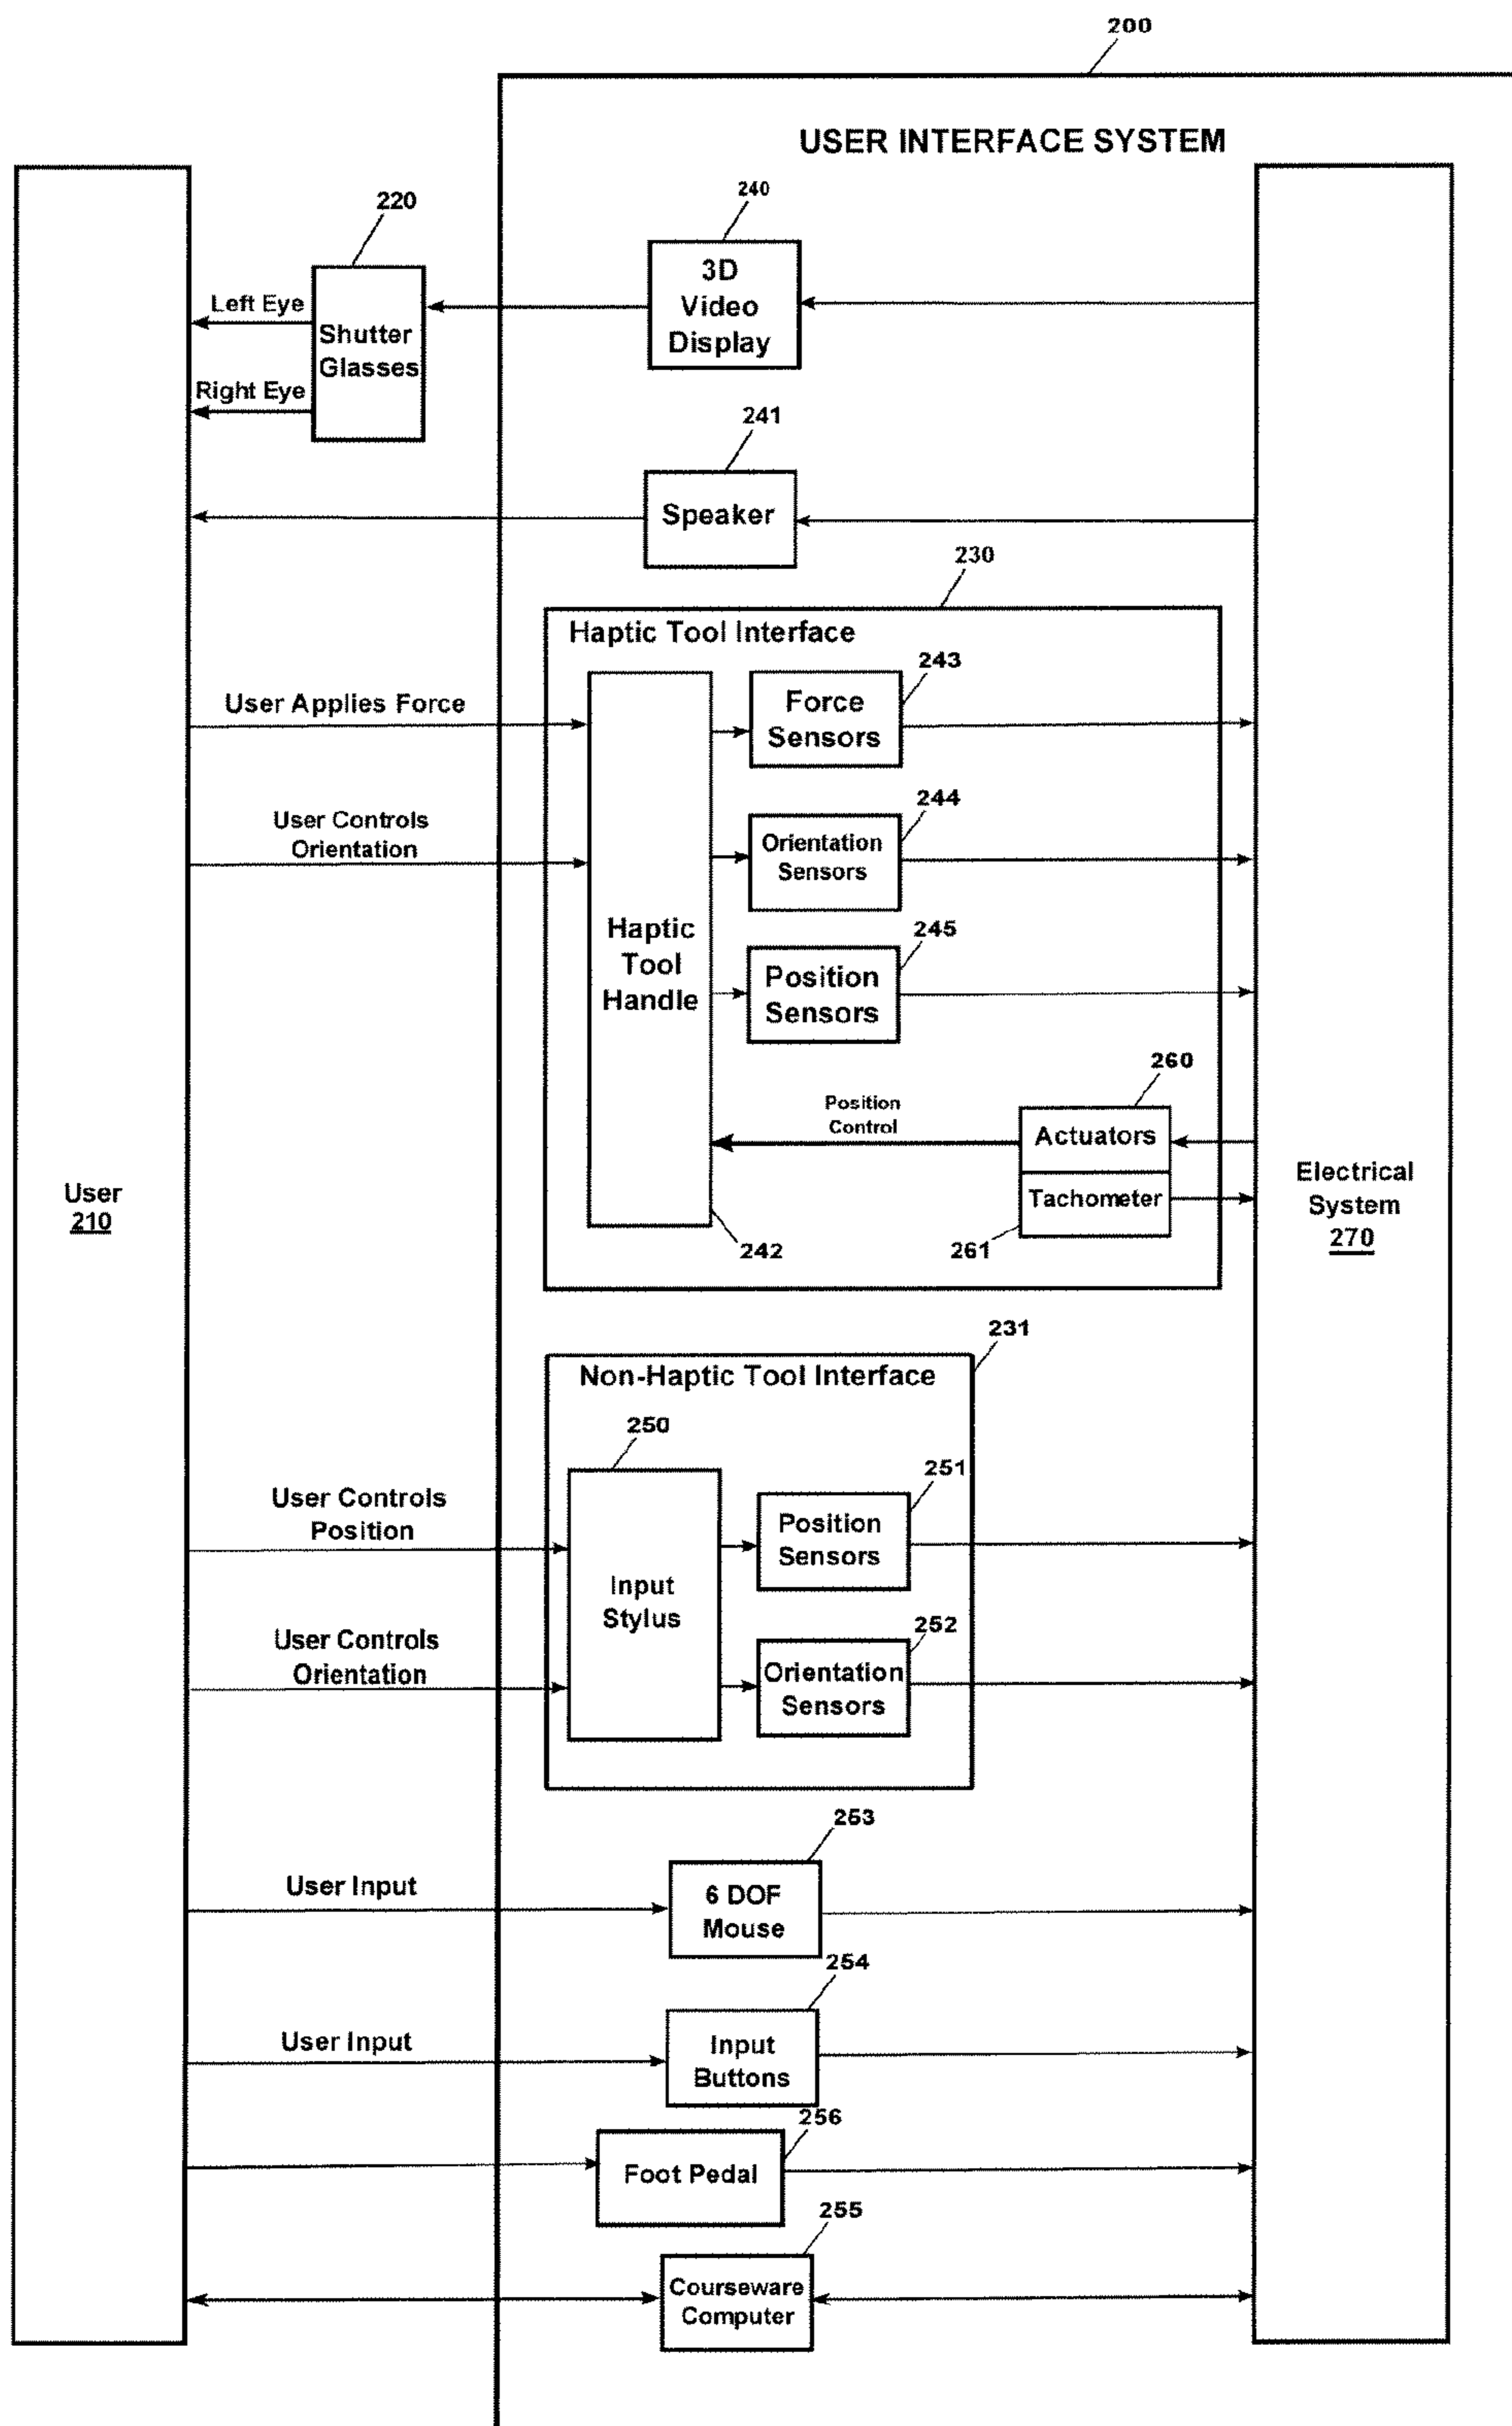 200
USER INTERFACE SYSTEM
220
240
3D
Video
Display
Left Eye
Shutter
Glasses
Right Eye
241
Speaker
230
Haptic Tool Interface
243
Force
Sensors
User Applies Force
244
User Controls
Orientation
Orientation
Sensors
245
Haptic
Tool
Handle
Position
Sensors
260
Position
Control
Actuators
Tachometer
242
261
User
210
Electrical
System
270
231
Non-Haptic Tool Interface
250
251
User Controls
Position
Position
Sensors
Input
Stylus
252
User Controls
Orientation
Orientation
Sensors
253
User Input
6 DOF
Mouse
254
User Input
Input
Buttons
256
Foot Pedal
255
Courseware
Computer